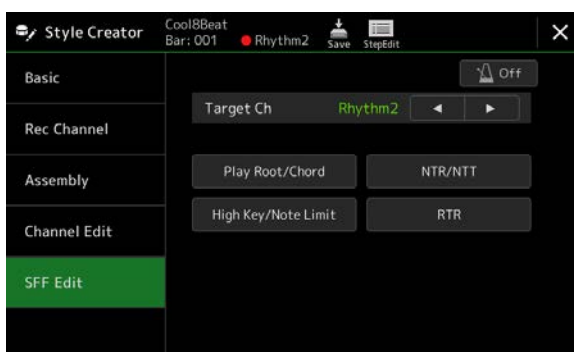 Style Creator
Cool8Beat
Bar: 001 Rhythm2 Save StepEdit
Basic
Off
Target Ch Rhythm2
Rec Channel
Assembly
Play Root/Chord NTR/NTT
High Key/Note Limit RTR
Channel Edit
SFF Edit